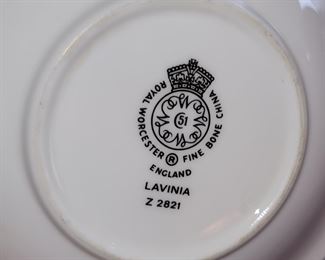 ROYAL WORCESTER ® FINE BONE CHINA
51
ENGLAND
LAVINIA
Z 2821